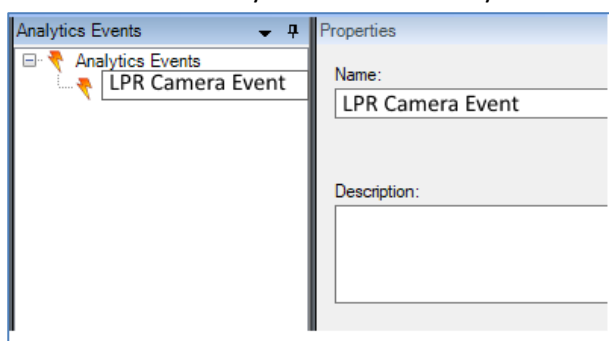 Analytics Events
Properties
Analytics Events
LPR Camera Event
Name:
LPR Camera Event
Description: